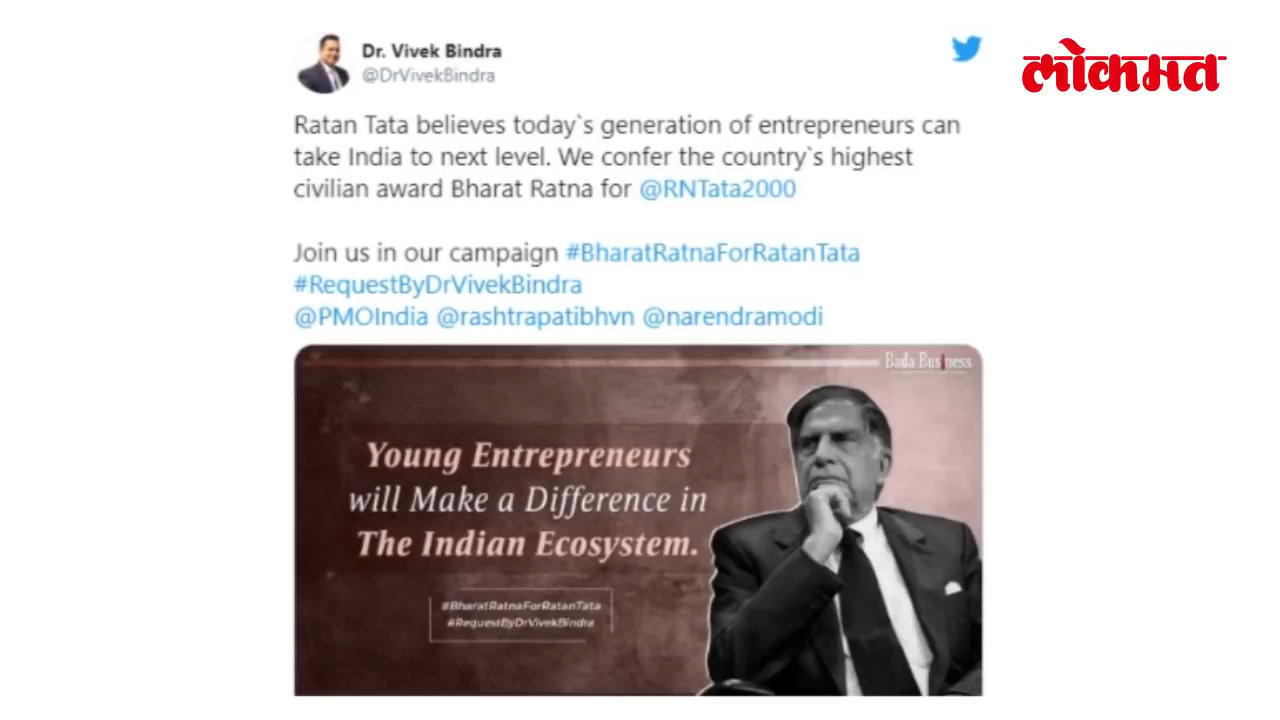 Dr. Vivek Bindra
@DrVivekBindra
लोकमत
Ratan Tata believes today`s generation of entrepreneurs can
take India to next level. We confer the country`s highest
civilian award Bharat Ratna for @RNTata2000
Join us in our campaign #BharatRatnaForRatanTata
#RequestByDrVivekBindra
@PMOIndia @rashtrapatibhvn @narendramodi
Bada Business
Young Entrepreneurs
will Make a Difference in
The Indian Ecosystem.
#BharatRatnaForRatanTata
#RequestByDrVivekBindra